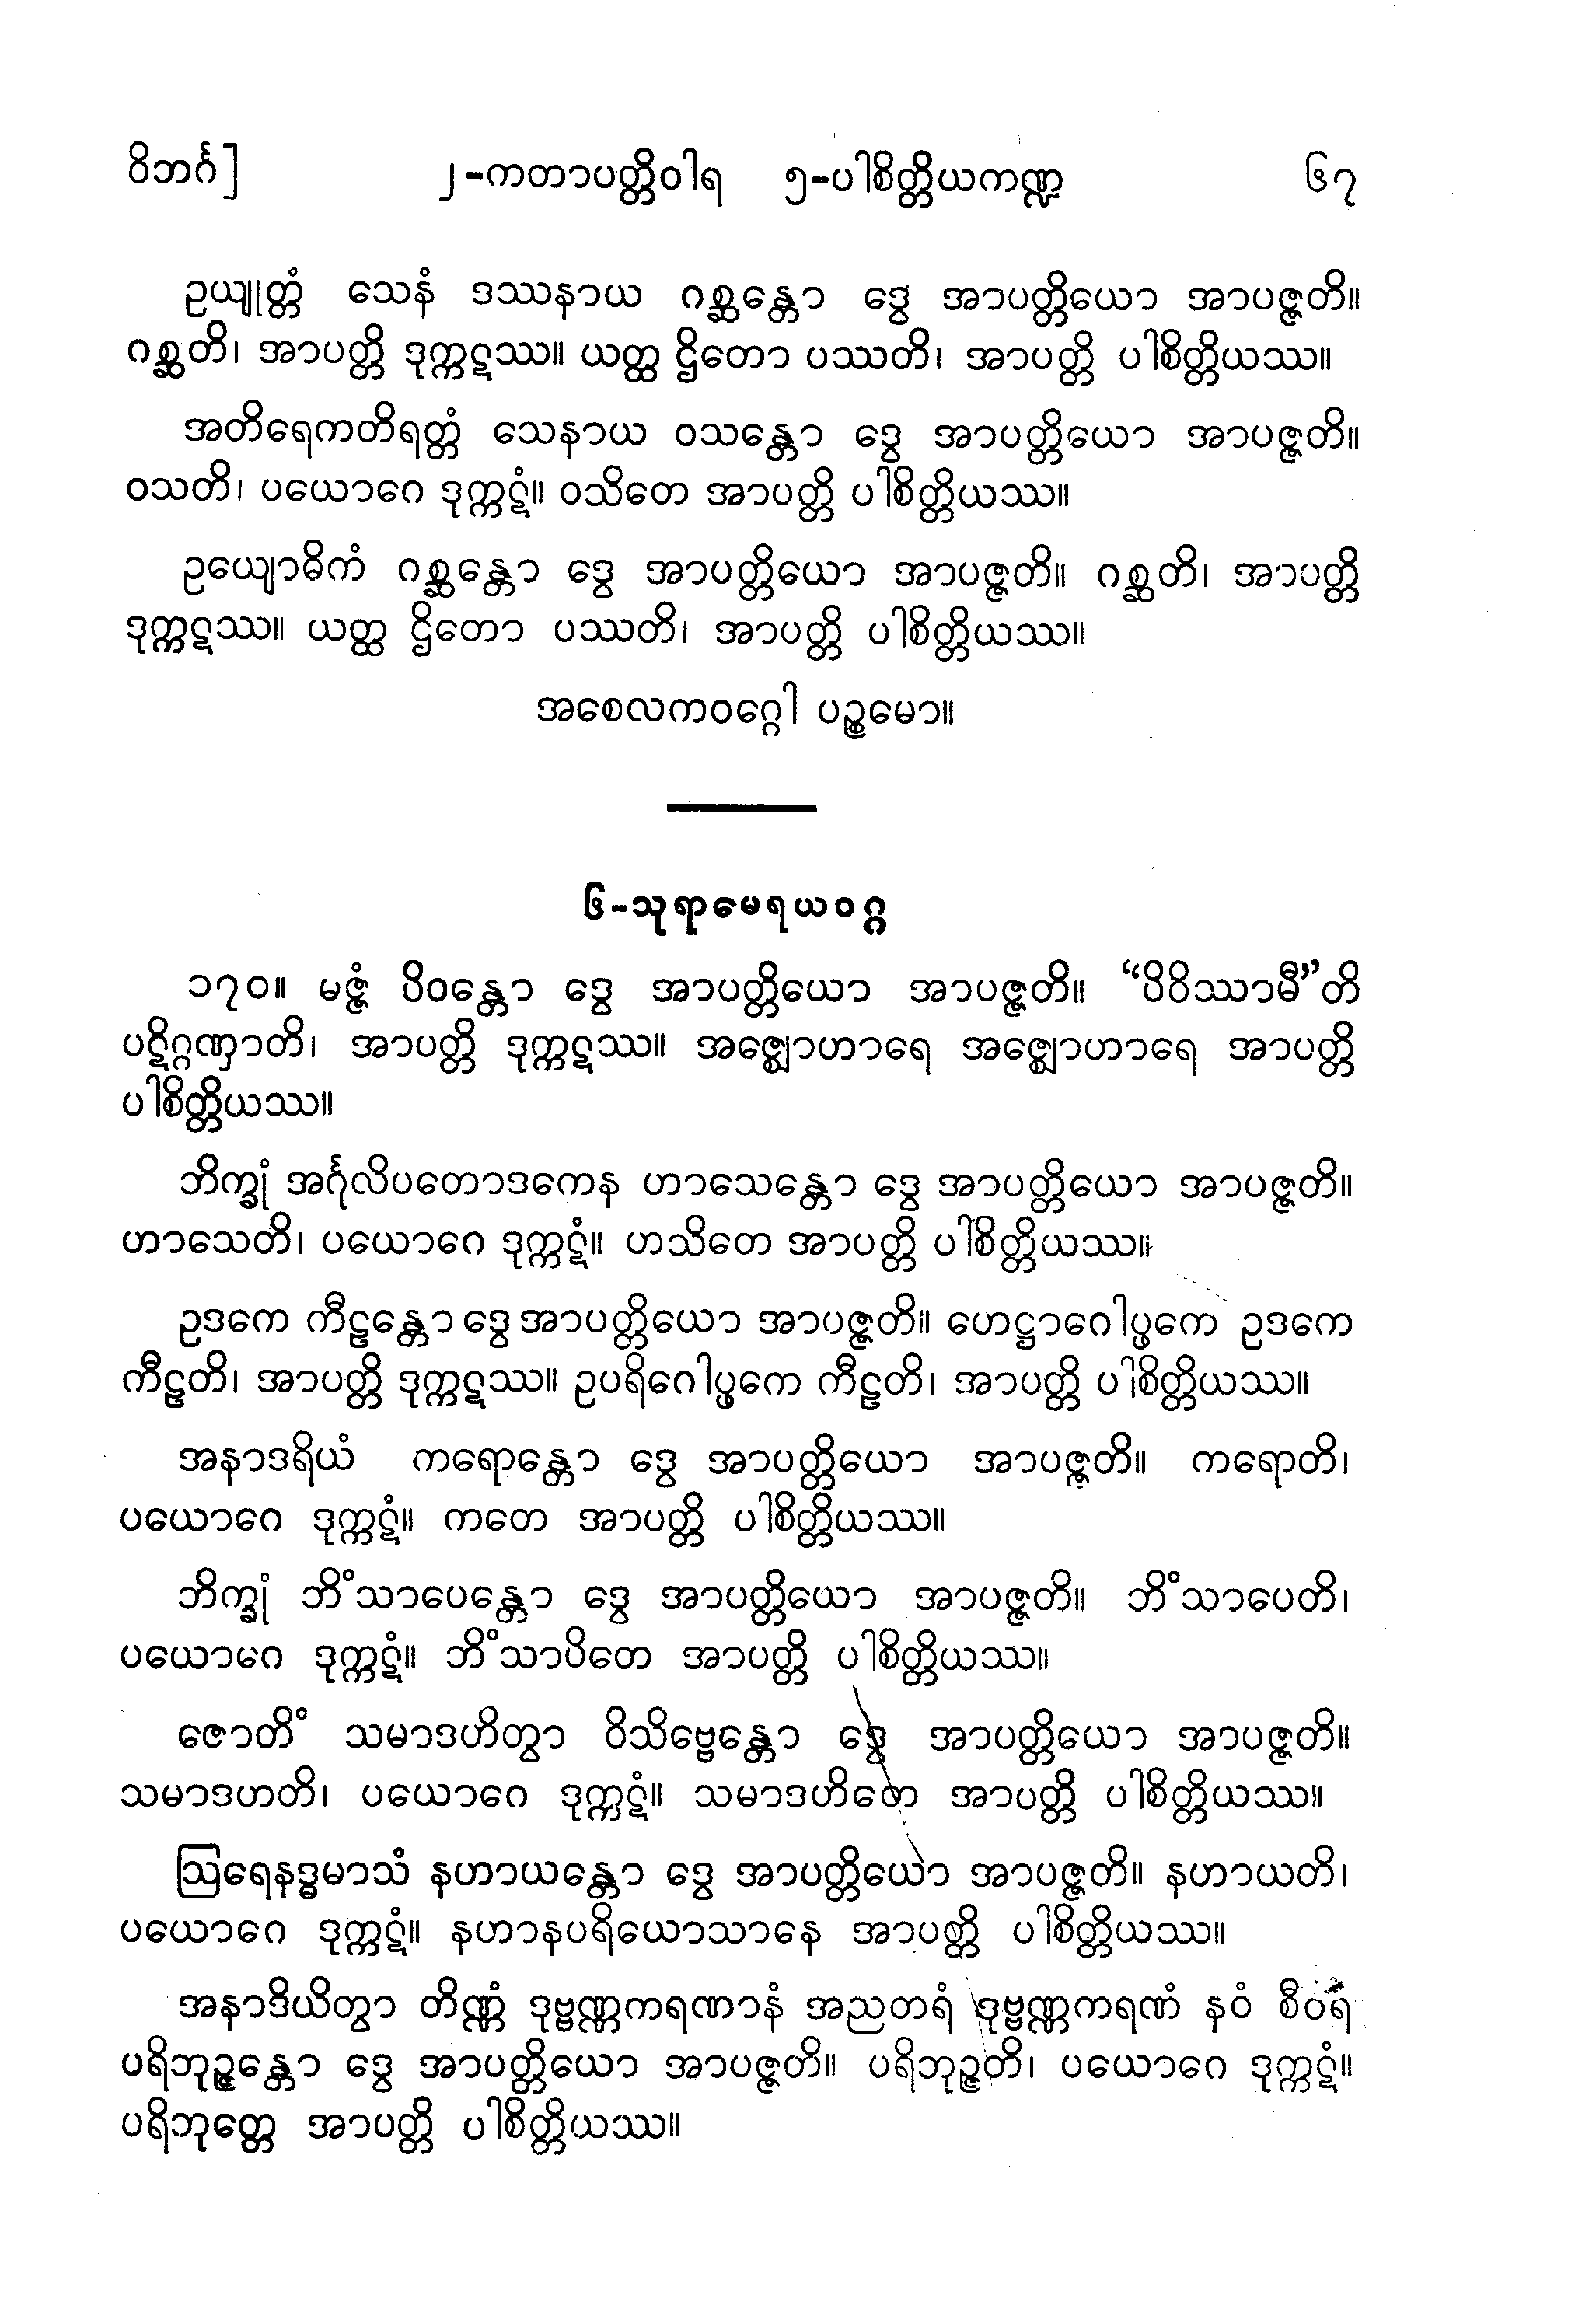 ဝိဘင်္ဂ] ၂-ကတာပတ္တိဝါရ ၅-ပါစိတ္တိယကဏ္ဍ ၆၇
ဥယျုတ္တံ သေနံ ဒဿနာယ ဂစ္ဆန္တော ဒွေ အာပတ္တိယော အာပဇ္ဇတိ။
ဂစ္ဆတိ၊ အာပတ္တိ ဒုက္ကဋဿ။ ယတ္ထ ဌိတော ပဿတိ၊ အာပတ္တိ ပါစိတ္တိယဿ။
အတိရေကတိရတ္တံ သေနာယ ဝသန္တော ဒွေ အာပတ္တိယော အာပဇ္ဇတိ။
ဝသတိ၊ ပယောဂေ ဒုက္ကဋံ။ ဝသိတေ အာပတ္တိ ပါစိတ္တိယဿ။
ဥယျောဓိကံ ဂစ္ဆန္တော ဒွေ အာပတ္တိယော အာပဇ္ဇတိ။ ဂစ္ဆတိ၊ အာပတ္တိ
ဒုက္ကဋဿ။ ယတ္ထ ဌိတော ပဿတိ၊ အာပတ္တိ ပါစိတ္တိယဿ။
အစေလကဝဂ္ဂေါ ပဉ္စမော။
၆-သုရာမေရယဝဂ္ဂ
၁၇၀။ မဇ္ဇံ ပိဝန္တော ဒွေ အာပတ္တိယော အာပဇ္ဇတိ။ “ပိဝိဿာမီ”တိ
ပဋိဂ္ဂဏှာတိ၊ အာပတ္တိ ဒုက္ကဋဿ။ အဇ္ဈောဟာရေ အဇ္ဈောဟာရေ အာပတ္တိ
ပါစိတ္တိယဿ။
ဘိက္ခုံ အင်္ဂုလိပတောဒကေန ဟာသေန္တော ဒွေ အာပတ္တိယော အာပဇ္ဇတိ။
ဟာသေတိ၊ ပယောဂေ ဒုက္ကဋံ။ ဟသိတေ အာပတ္တိ ပါစိတ္တိယဿ။
ဥဒကေ ကီဠန္တော ဒွေ အာပတ္တိယော အာပဇ္ဇတိ။ ဟေဋ္ဌာဂေါပ္ဖကေ ဥဒကေ
ကီဠတိ၊ အာပတ္တိ ဒုက္ကဋဿ။ ဥပရိဂေါပ္ဖကေ ကီဠတိ၊ အာပတ္တိ ပါစိတ္တိယဿ။
အနာဒရိယံ ကရောန္တော ဒွေ အာပတ္တိယော အာပဇ္ဇတိ။ ကရောတိ၊
ပယောဂေ ဒုက္ကဋံ။ ကတေ အာပတ္တိ ပါစိတ္တိယဿ။
ဘိက္ခုံ ဘိံသာပေန္တော ဒွေ အာပတ္တိယော အာပဇ္ဇတိ။ ဘိံသာပေတိ၊
ပယောဂေ ဒုက္ကဋံ။ ဘိံသာပိတေ အာပတ္တိ ပါစိတ္တိယဿ။
ဇောတိံ သမာဒဟိတွာ ဝိသိဗ္ဗေန္တော ဒွေ အာပတ္တိယော အာပဇ္ဇတိ။
သမာဒဟတိ၊ ပယောဂေ ဒုက္ကဋံ။ သမာဒဟိတေ အာပတ္တိ ပါစိတ္တိယဿ။
ဩရေနဒ္ဓမာသံ နဟာယန္တော ဒွေ အာပတ္တိယော အာပဇ္ဇတိ။ နဟာယတိ၊
ပယောဂေ ဒုက္ကဋံ။ နဟာနပရိယောသာနေ အာပတ္တိ ပါစိတ္တိယဿ။
အနာဒိယိတွာ တိဏ္ဏံ ဒုဗ္ဗဏ္ဏကရဏာနံ အညတရံ ဒုဗ္ဗဏ္ဏကရဏံ နဝံ စီဝရံ
ပရိဘုဉ္ဇန္တော ဒွေ အာပတ္တိယော အာပဇ္ဇတိ။ ပရိဘုဉ္ဇတိ၊ ပယောဂေ ဒုက္ကဋံ။
ပရိဘုတ္တေ အာပတ္တိ ပါစိတ္တိယဿ။